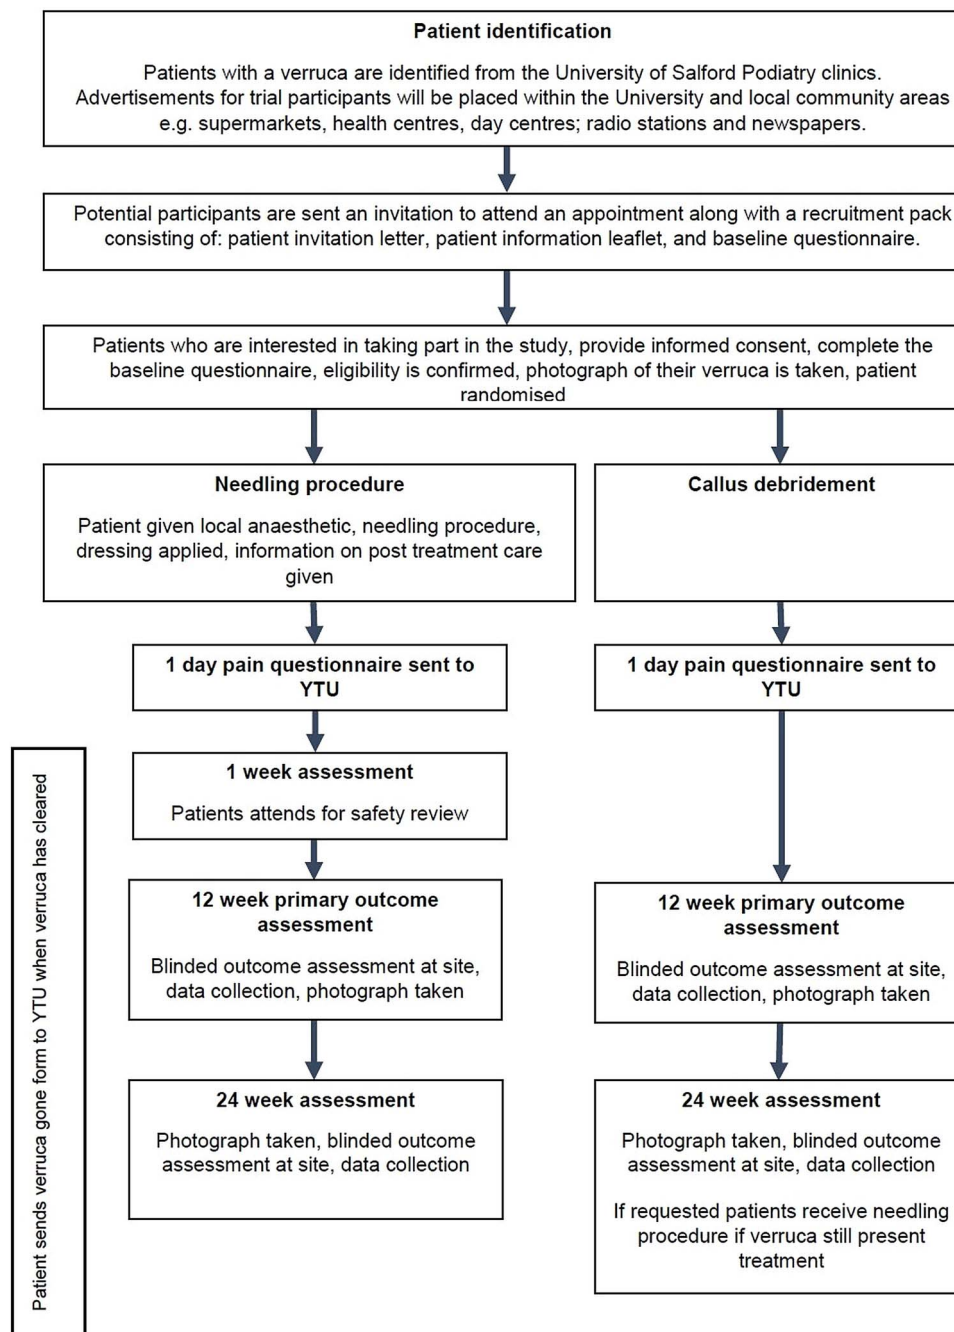 Patient identification
Patients with a verruca are identified from the University of Salford Podiatry clinics.
Advertisements for trial participants will be placed within the University and local community areas
e.g. supermarkets, health centres, day centres; radio stations and newspapers.
Potential participants are sent an invitation to attend an appointment along with a recruitment pack
consisting of: patient invitation letter, patient information leaflet, and baseline questionnaire.
Patients who are interested in taking part in the study, provide informed consent, complete the
baseline questionnaire, eligibility is confirmed, photograph of their verruca is taken, patient
randomised
Needling procedure
Patient given local anaesthetic, needling procedure,
dressing applied, information on post treatment care
given
Callus debridement
1 day pain questionnaire sent to
YTU
1 day pain questionnaire sent to
YTU
1 week assessment
Patients attends for safety review
12 week primary outcome
assessment
Blinded outcome assessment at site,
data collection, photograph taken
12 week primary outcome
assessment
Blinded outcome assessment at site,
data collection, photograph taken
24 week assessment
Photograph taken, blinded outcome
assessment at site, data collection
24 week assessment
Photograph taken, blinded outcome
assessment at site, data collection
If requested patients receive needling
procedure if verruca still present
treatment
Patient sends verruca gone form to YTU when verruca has cleared